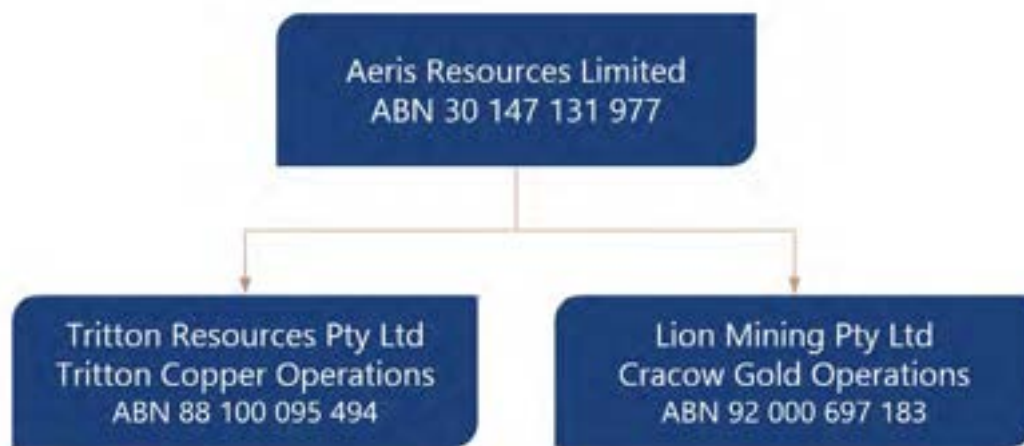 Aeris Resources Limited
ABN 30 147 131 977
Tritton Resources Pty Ltd
Tritton Copper Operations
ABN 88 100 095 494
Lion Mining Pty Ltd
Cracow Gold Operations
ABN 92 000 697 183